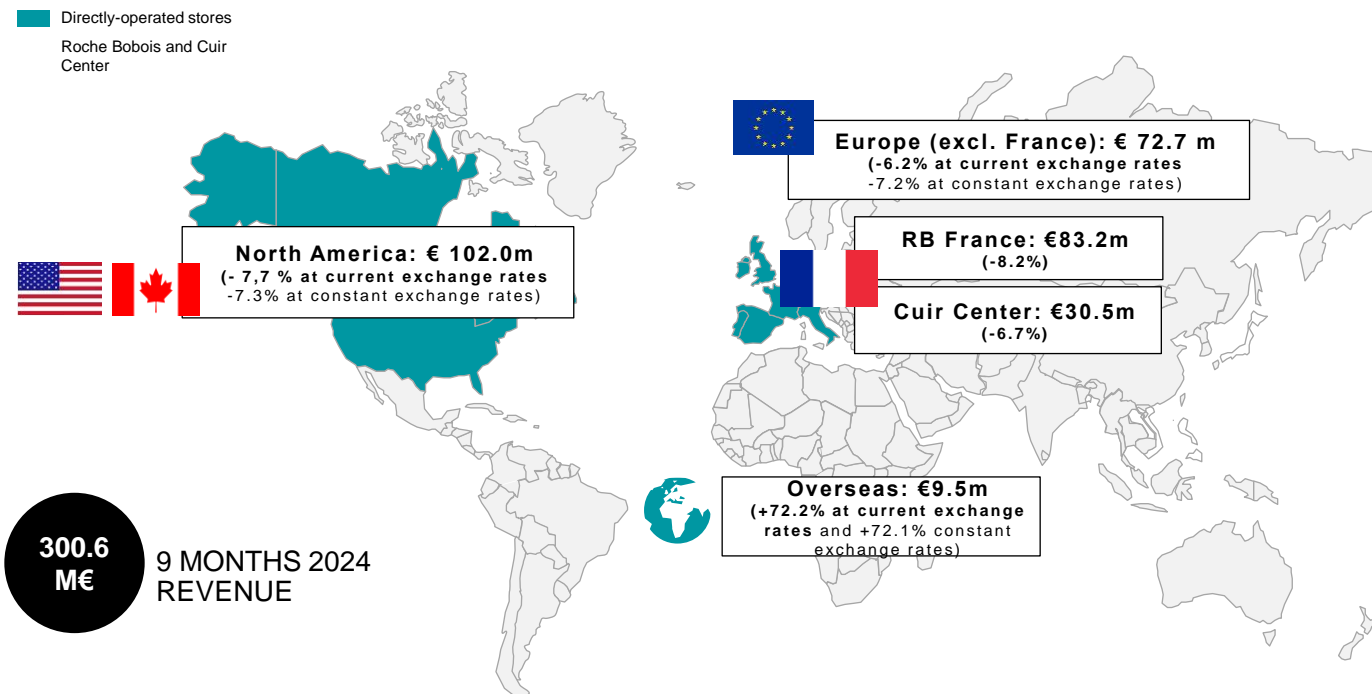 Directly-operated stores
Roche Bobois and Cuir
Center
Europe (excl. France): € 72.7 m
(-6.2% at current exchange rates
-7.2% at constant exchange rates)
North America: € 102.0m
(- 7,7 % at current exchange rates
-7.3% at constant exchange rates)
RB France: €83.2m
(-8.2%)
Cuir Center: €30.5m
(-6.7%)
Overseas: €9.5m
(+72.2% at current exchange
rates and +72.1% constant
exchange rates)
300.6
M€
9 MONTHS 2024
REVENUE